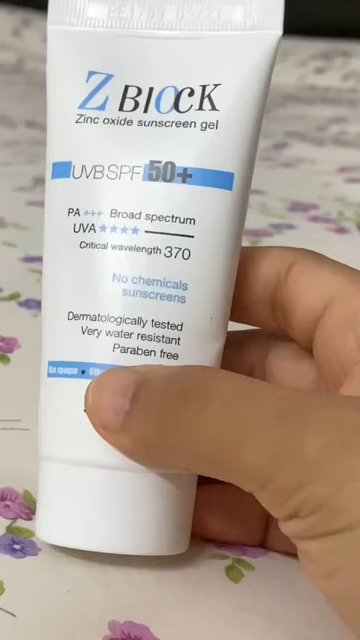 Z BLOCK
Zinc oxide sunscreen gel
UVB SPF 50+
PA +++ Broad spectrum
UVA ★★★★
Critical wavelength 370
No chemicals
sunscreens
Dermatologically tested
Very water resistant
Paraben free